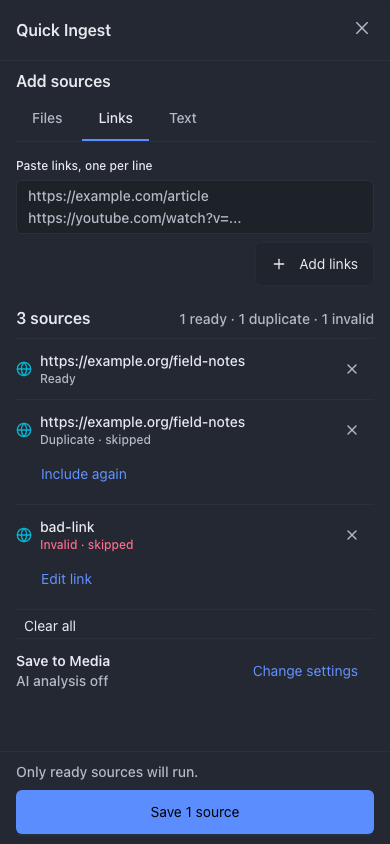 Quick Ingest
Add sources
Files Links Text
Paste links, one per line
https://example.com/article
https://youtube.com/watch?v=...
Add links
3 sources 1 ready · 1 duplicate · 1 invalid
https://example.org/field-notes
Ready
https://example.org/field-notes
Duplicate · skipped
Include again
bad-link
Invalid · skipped
Edit link
Clear all
Save to Media
AI analysis off
Change settings
Only ready sources will run.
Save 1 source